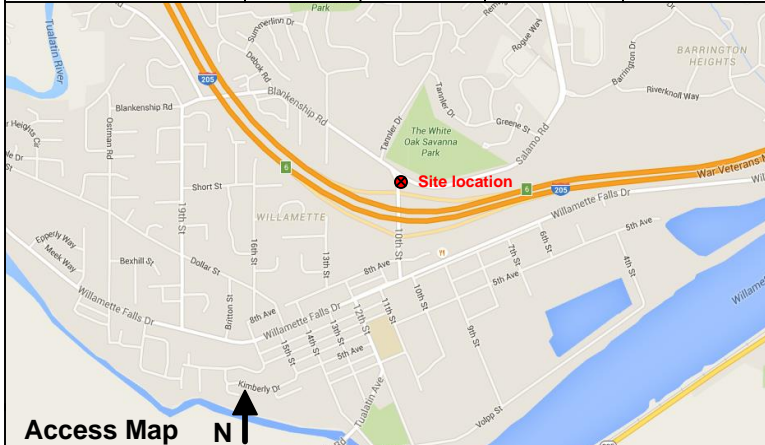 Park
Tualatin
River
Summerlinn Dr
Debok Rd
Rogue Way
BARRINGTON
HEIGHTS
Barrington Dr
Riverknoll Way
205
Blankenship Rd
Blankenship Rd
Tannler Dr
Tannler Dr
Greene St
Salamo Rd
The White
Oak Savanna
Park
Ostman Rd
Heights Cir
Site location
6
6
205
War Veterans
Willamette Falls Dr
Short St
19th St
WILLAMETTE
16th St
13th St
10th St
8th Ave
7th St
6th St
5th Ave
4th St
Epperly Way
Meek Way
Bexhill St
Dollar St
Britton St
5th Ave
10th St
11th St
12th St
9th St
Willamette Falls Dr
8th Ave
Willamette Falls Dr
15th St
14th St
13th St
5th Ave
Kimberly Dr
Tualatin Ave
Volpp St
Willamette
Access Map
N